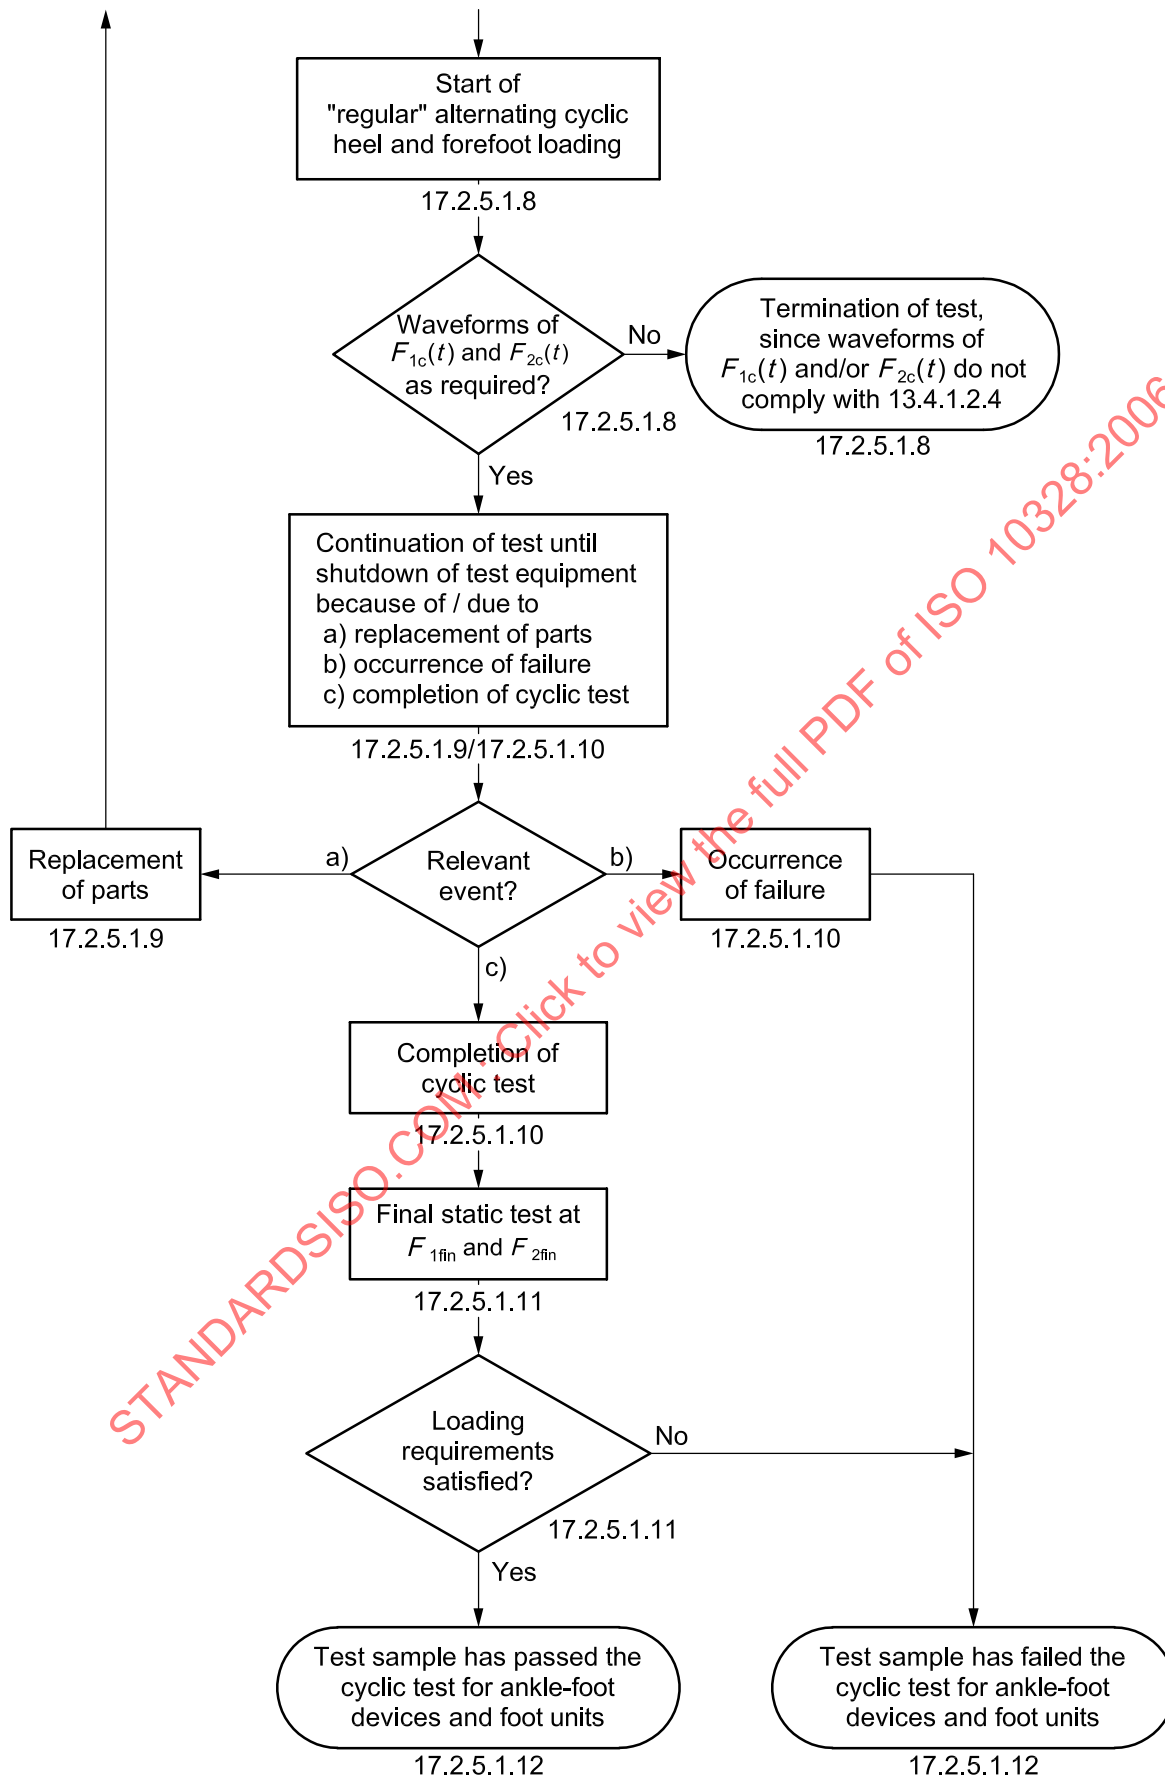 Start of
"regular" alternating cyclic
heel and forefoot loading
17.2.5.1.8
Waveforms of
F1c(t) and F2c(t)
as required?
No
17.2.5.1.8
Termination of test,
since waveforms of
F1c(t) and/or F2c(t) do not
comply with 13.4.1.2.4
17.2.5.1.8
Yes
Continuation of test until
shutdown of test equipment
because of / due to
a) replacement of parts
b) occurrence of failure
c) completion of cyclic test
17.2.5.1.9/17.2.5.1.10
Relevant
event?
a)
Replacement
of parts
17.2.5.1.9
b)
Occurrence
of failure
17.2.5.1.10
c)
Completion of
cyclic test
17.2.5.1.10
Final static test at
F 1fin and F 2fin
17.2.5.1.11
Loading
requirements
satisfied?
No
17.2.5.1.11
Yes
Test sample has passed the
cyclic test for ankle-foot
devices and foot units
17.2.5.1.12
Test sample has failed the
cyclic test for ankle-foot
devices and foot units
17.2.5.1.12
STANDARDSISO.COM : Click to view the full PDF of ISO 10328:2006